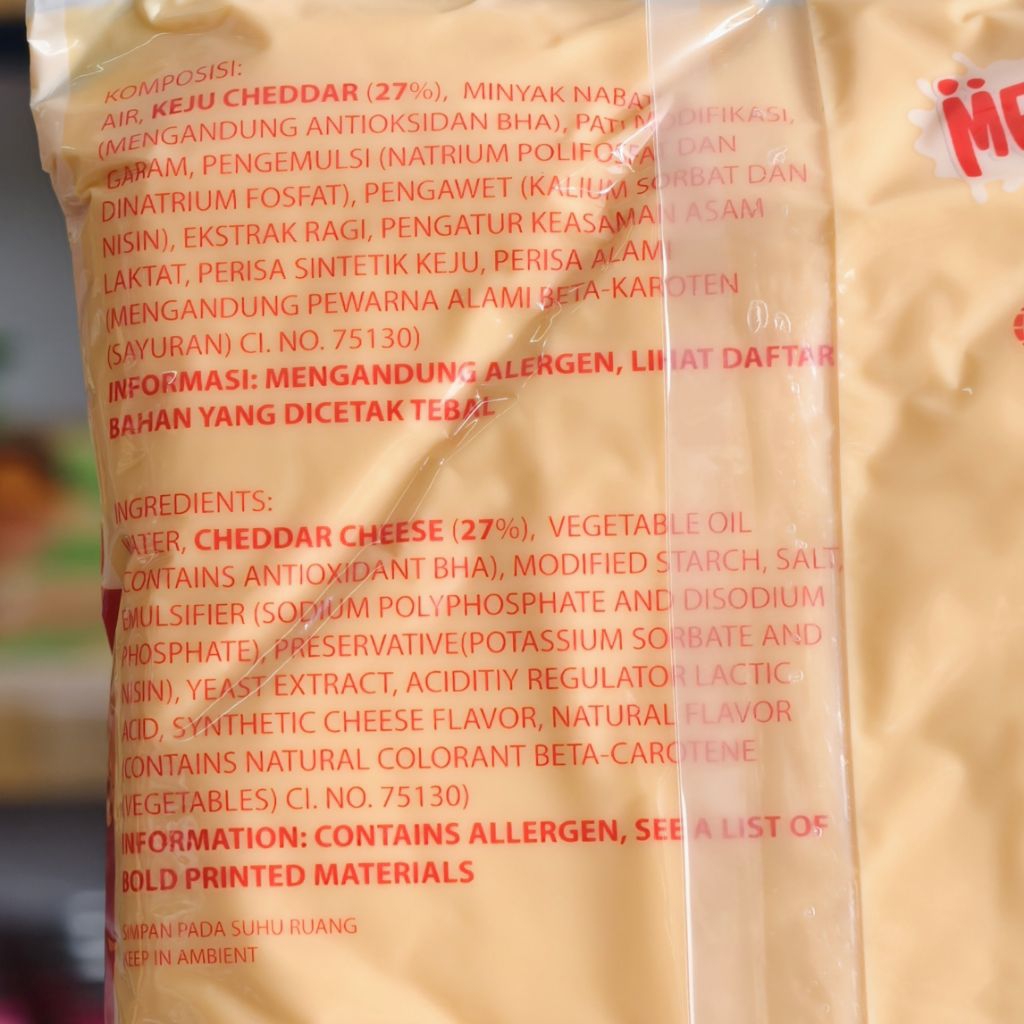 KOMPOSISI:
AIR, KEJU CHEDDAR (27%), MINYAK NABATI
(MENGANDUNG ANTIOKSIDAN BHA), PATI MODIFIKASI,
GARAM, PENGEMULSI (NATRIUM POLIFOSFAT DAN
DINATRIUM FOSFAT), PENGAWET (KALIUM SORBAT DAN
NISIN), EKSTRAK RAGI, PENGATUR KEASAMAN ASAM
LAKTAT, PERISA SINTETIK KEJU, PERISA ALAMI
(MENGANDUNG PEWARNA ALAMI BETA-KAROTEN
(SAYURAN) CI. NO. 75130)
INFORMASI: MENGANDUNG ALERGEN, LIHAT DAFTAR
BAHAN YANG DICETAK TEBAL
INGREDIENTS:
WATER, CHEDDAR CHEESE (27%), VEGETABLE OIL
(CONTAINS ANTIOXIDANT BHA), MODIFIED STARCH, SALT,
EMULSIFIER (SODIUM POLYPHOSPHATE AND DISODIUM
PHOSPHATE), PRESERVATIVE(POTASSIUM SORBATE AND
NISIN), YEAST EXTRACT, ACIDITIY REGULATOR LACTIC
ACID, SYNTHETIC CHEESE FLAVOR, NATURAL FLAVOR
(CONTAINS NATURAL COLORANT BETA-CAROTENE
(VEGETABLES) CI. NO. 75130)
INFORMATION: CONTAINS ALLERGEN, SEE A LIST OF
BOLD PRINTED MATERIALS
SIMPAN PADA SUHU RUANG
KEEP IN AMBIENT